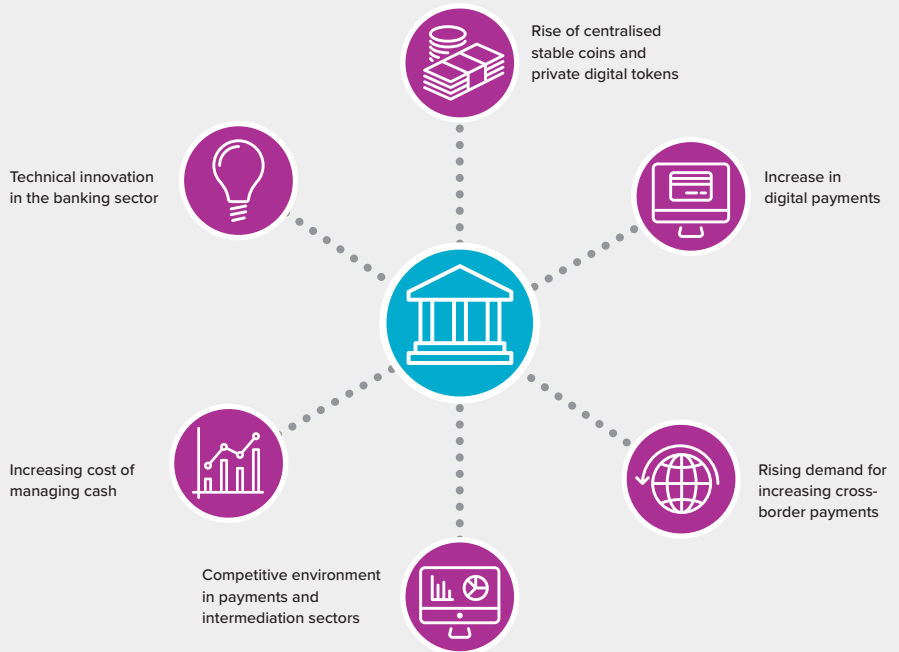 Rise of centralised
stable coins and
private digital tokens
Technical innovation
in the banking sector
Increase in
digital payments
Increasing cost of
managing cash
Rising demand for
increasing cross-
border payments
Competitive environment
in payments and
intermediation sectors